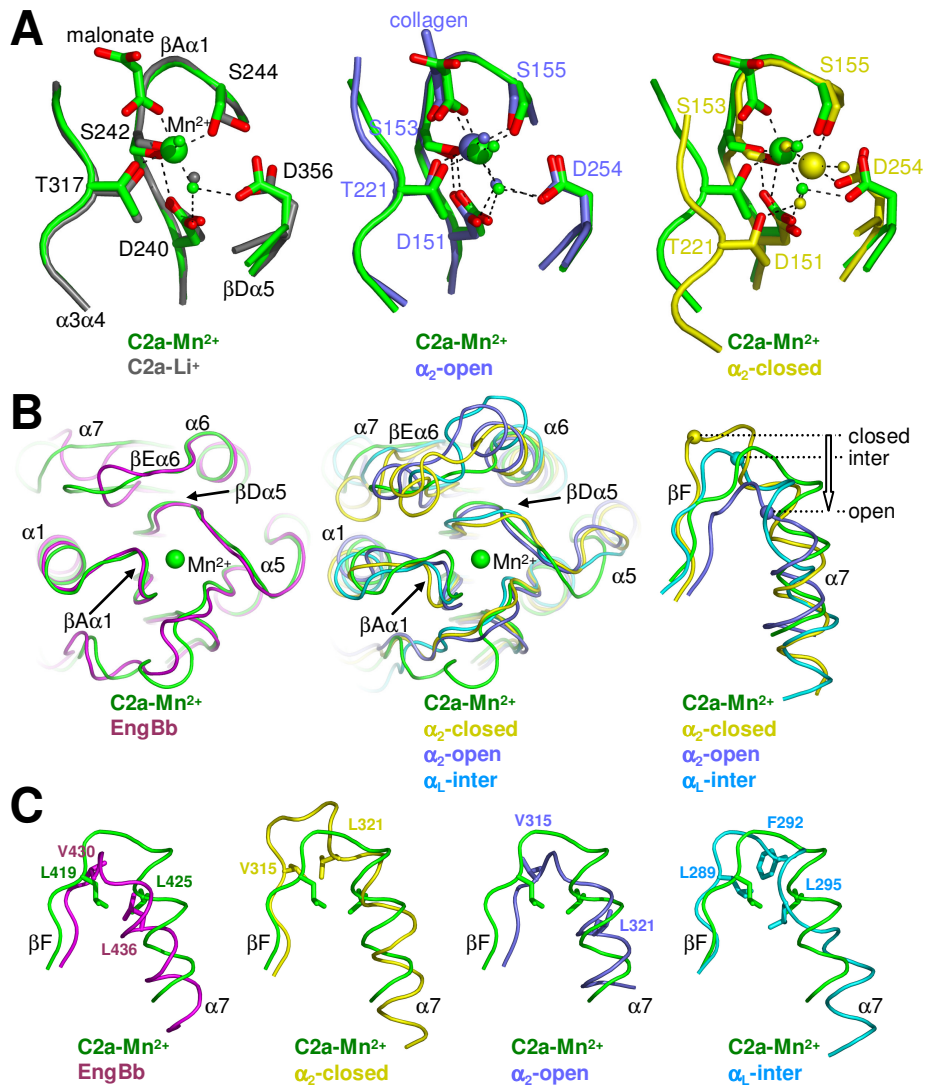 A
malonate
βAα1
S244
S242
Mn²⁺
T317
D356
D240
βDα5
α3α4
C2a-Mn²⁺
C2a-Li⁺
collagen
S155
S153
T221
D254
D151
C2a-Mn²⁺
α₂-open
S155
S153
D254
T221
D151
C2a-Mn²⁺
α₂-closed
B
α7
α6
βEα6
βDα5
α1
Mn²⁺
α5
βAα1
C2a-Mn²⁺
EngBb
α7
βEα6
α6
βDα5
α1
Mn²⁺
α5
βAα1
C2a-Mn²⁺
α₂-closed
α₂-open
α_L-inter
closed
inter
βF
open
α7
C2a-Mn²⁺
α₂-closed
α₂-open
α_L-inter
C
V430
L419
L425
L436
βF
α7
C2a-Mn²⁺
EngBb
L321
V315
C2a-Mn²⁺
α₂-closed
V315
L321
βF
α7
C2a-Mn²⁺
α₂-open
F292
L289
L295
βF
α7
C2a-Mn²⁺
α_L-inter